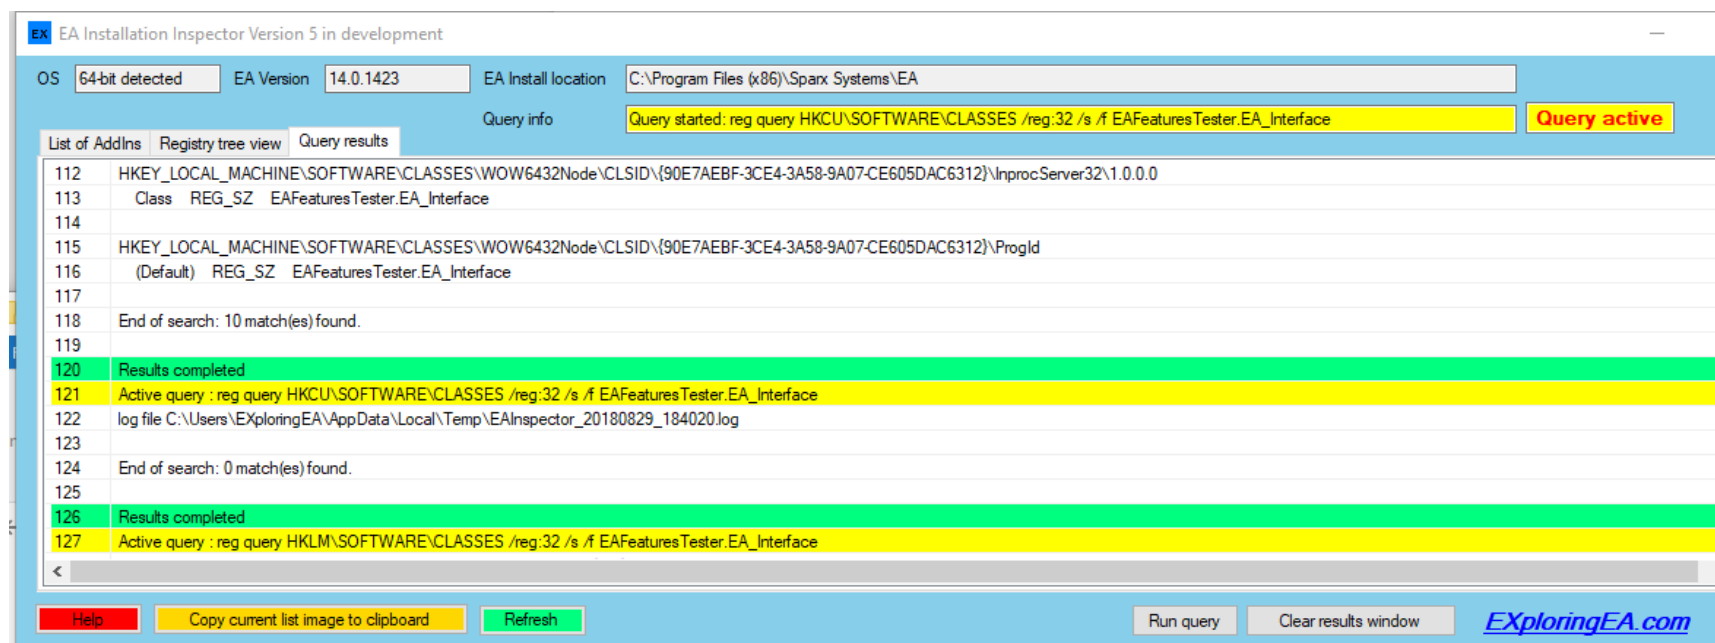 EX EA Installation Inspector Version 5 in development
OS 64-bit detected EA Version 14.0.1423 EA Install location C:\Program Files (x86)\Sparx Systems\EA
Query info Query started: reg query HKCU\SOFTWARE\CLASSES /reg:32 /s /f EAFeaturesTester.EA_Interface Query active
List of AddIns Registry tree view Query results
112 HKEY_LOCAL_MACHINE\SOFTWARE\CLASSES\WOW6432Node\CLSID\{90E7AEBF-3CE4-3A58-9A07-CE605DAC6312}\InprocServer32\1.0.0.0
113 Class REG_SZ EAFeaturesTester.EA_Interface
114
115 HKEY_LOCAL_MACHINE\SOFTWARE\CLASSES\WOW6432Node\CLSID\{90E7AEBF-3CE4-3A58-9A07-CE605DAC6312}\ProgId
116 (Default) REG_SZ EAFeaturesTester.EA_Interface
117
118 End of search: 10 match(es) found.
119
120 Results completed
121 Active query : reg query HKCU\SOFTWARE\CLASSES /reg:32 /s /f EAFeaturesTester.EA_Interface
122 log file C:\Users\EXploringEA\AppData\Local\Temp\EAInspector_20180829_184020.log
123
124 End of search: 0 match(es) found.
125
126 Results completed
127 Active query : reg query HKLM\SOFTWARE\CLASSES /reg:32 /s /f EAFeaturesTester.EA_Interface
Help Copy current list image to clipboard Refresh Run query Clear results window EXploringEA.com